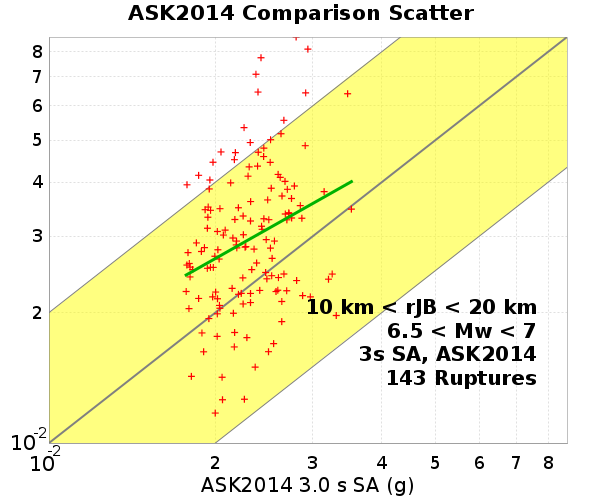 ASK2014 Comparison Scatter
8
7
6
5
4
3
2
10^-2
10 km < rJB < 20 km
6.5 < Mw < 7
3s SA, ASK2014
143 Ruptures
10^-2 2 3 4 5 6 7 8
ASK2014 3.0 s SA (g)